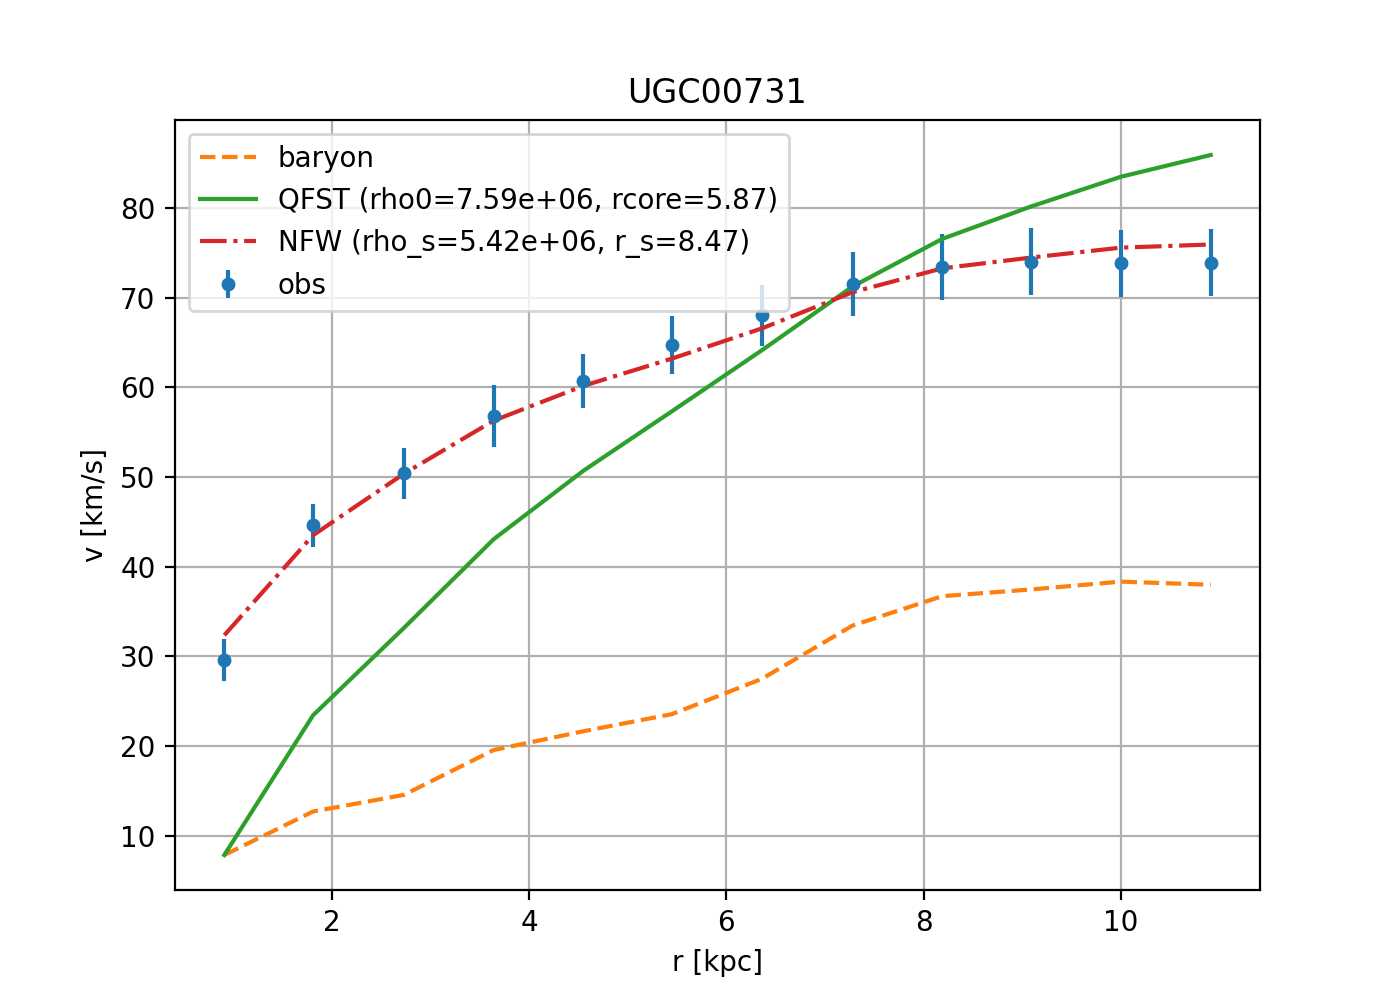 UGC00731
baryon
QFST (rho0=7.59e+06, rcore=5.87)
NFW (rho_s=5.42e+06, r_s=8.47)
obs
80
70
60
50
40
30
20
10
v [km/s]
2 4 6 8 10
r [kpc]